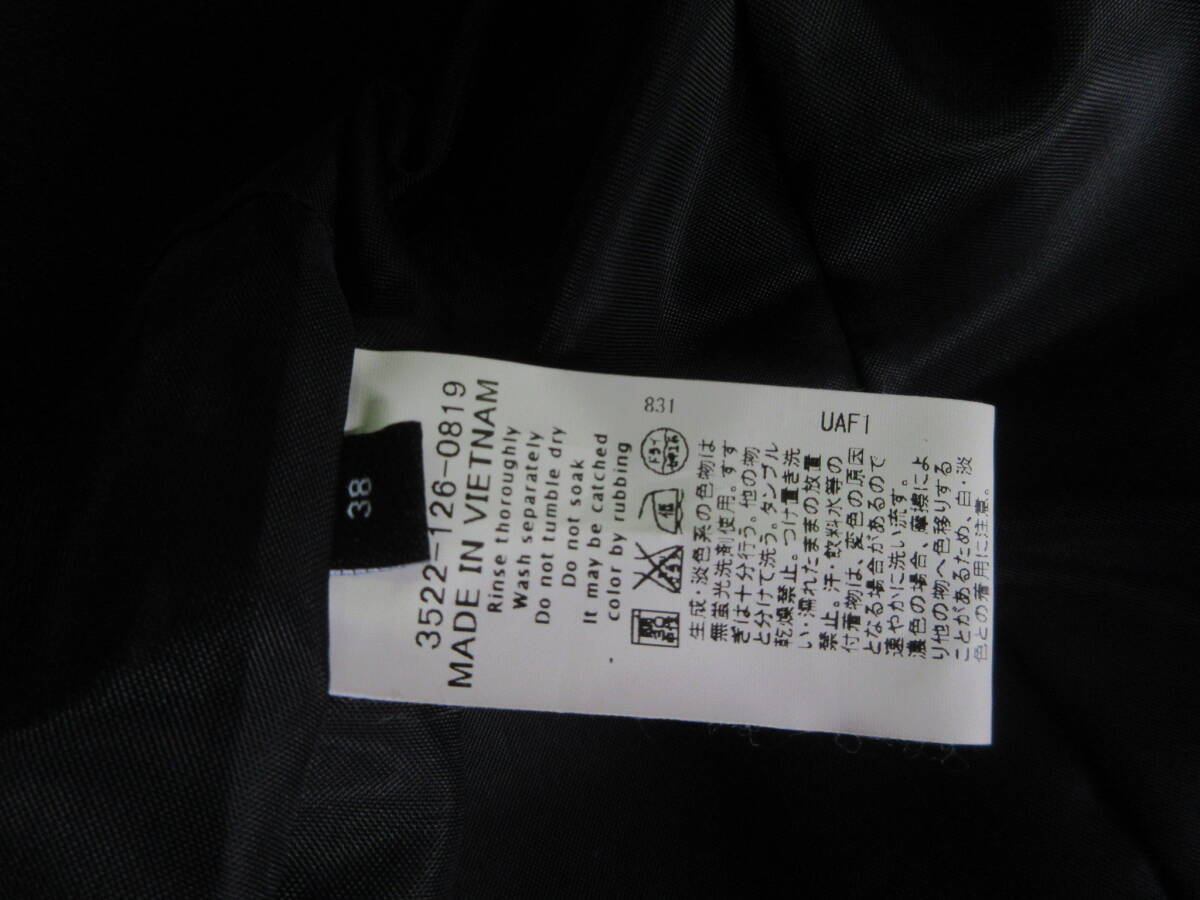 38
3522-126-0819
MADE IN VIETNAM
Rinse thoroughly
Wash separately
Do not tumble dry
Do not soak
It may be catched
color by rubbing
831
ドライ
低
生成・淡色系の色物は
無蛍光洗剤使用。すす
ぎは十分行う。他の物
と分けて洗う。タンブル
乾燥禁止。つけ置き洗
い・濡れたままの放置
禁止。汗・飲料水等の
付着物は、変色の原因
となる場合があるので
速やかに洗い流す。
濃色の場合、摩擦によ
り他の物へ色移りする
ことがあるため、白・淡
色との着用に注意。
UAF1